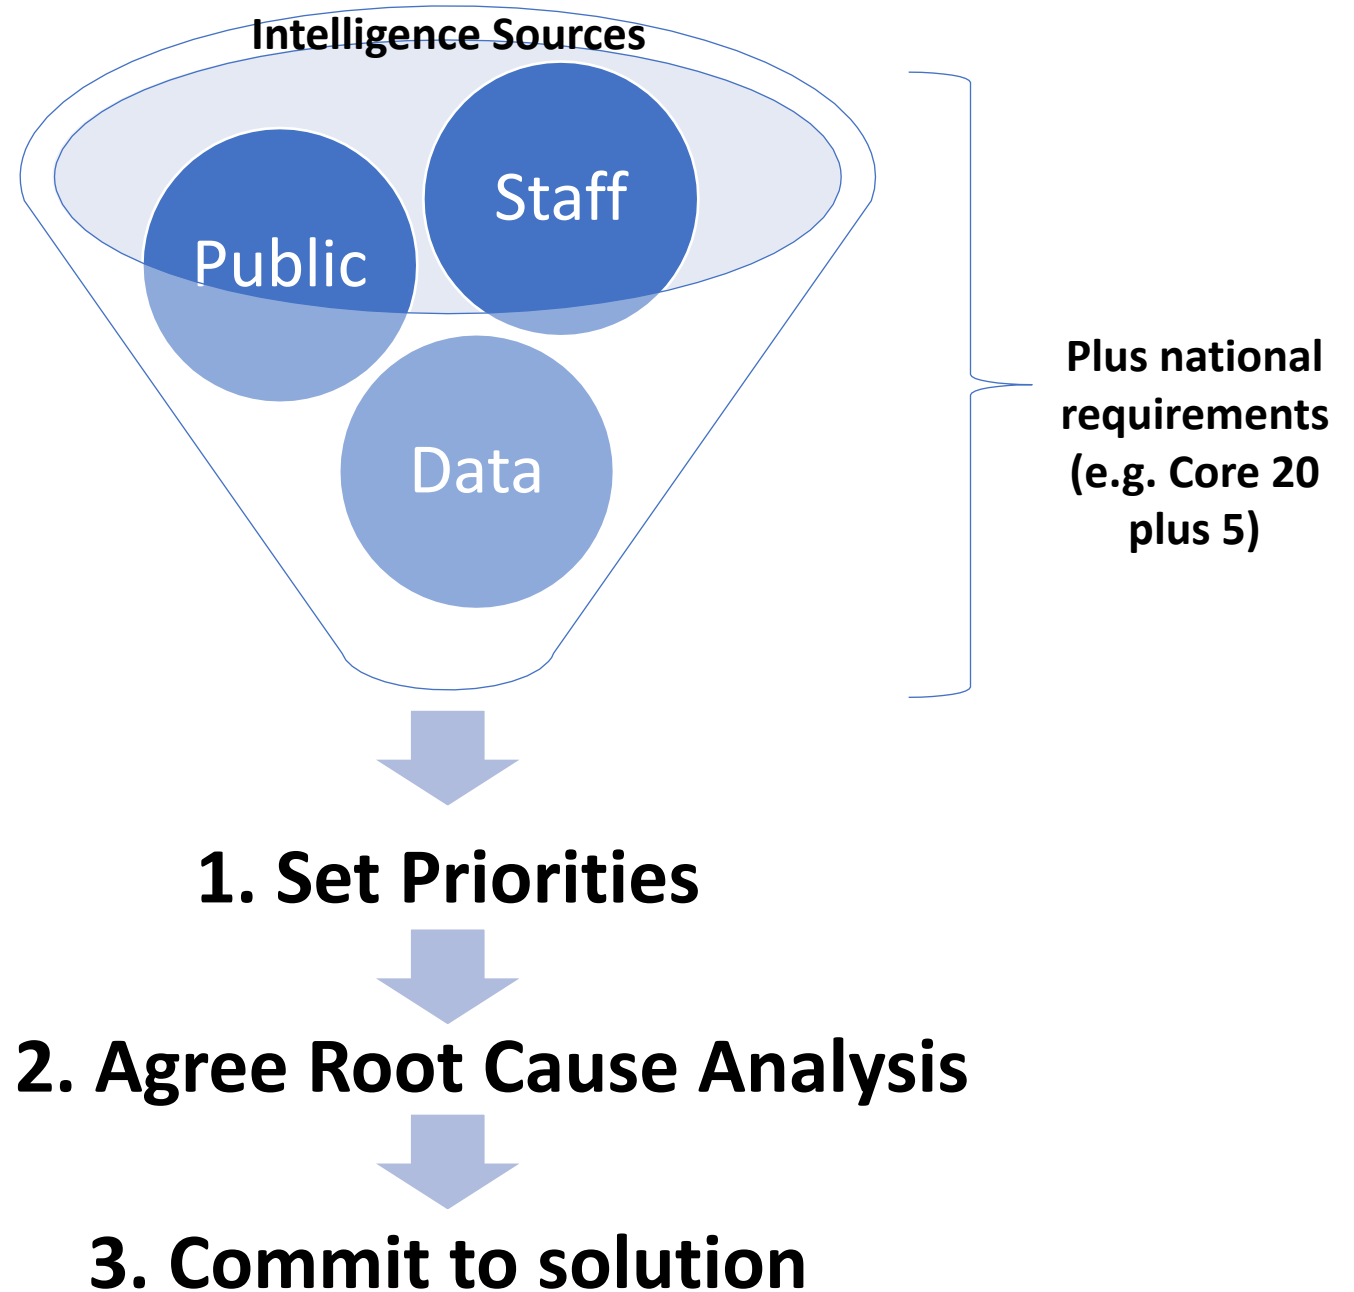 Intelligence Sources
Staff
Public
Data
Plus national
requirements
(e.g. Core 20
plus 5)
1. Set Priorities
2. Agree Root Cause Analysis
3. Commit to solution